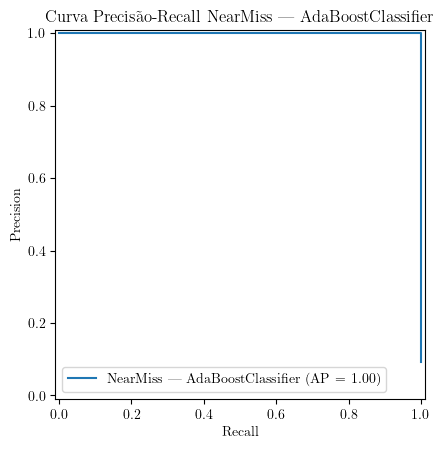 Curva Precisão-Recall NearMiss — AdaBoostClassifier
1.0
0.8
0.6
0.4
0.2
0.0
Precision
NearMiss — AdaBoostClassifier (AP = 1.00)
0.0 0.2 0.4 0.6 0.8 1.0
Recall